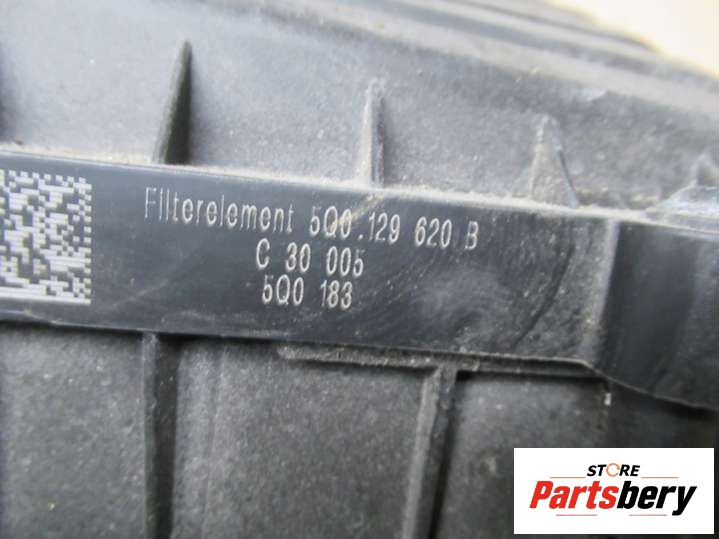 Filterelement 5Q0.129 620 B
C 30 005
5Q0 183
STORE
Partsbery